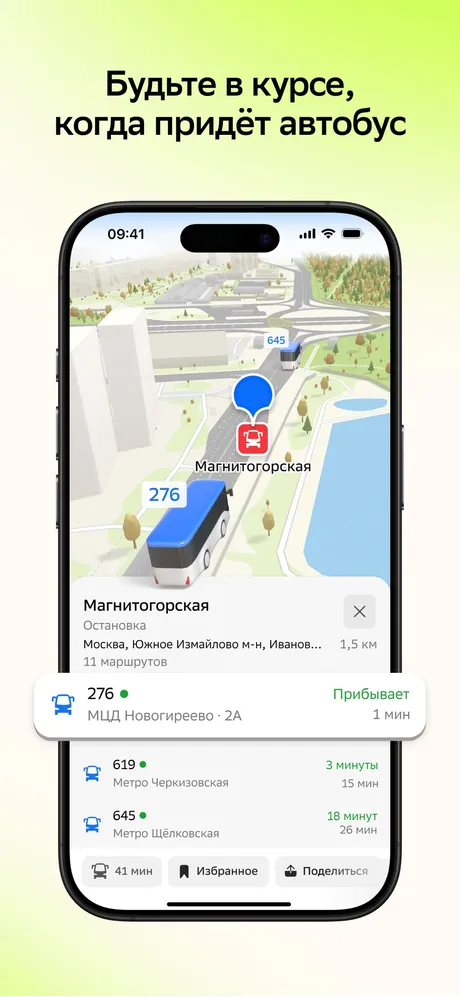 Будьте в курсе,
когда придёт автобус
09:41
645
Магнитогорская
276
Магнитогорская
Остановка
Москва, Южное Измайлово м-н, Иванов... 1,5 км
11 маршрутов
276 Прибывает
МЦД Новогиреево · 2А 1 мин
619 3 минуты
Метро Черкизовская 15 мин
645 18 минут
Метро Щёлковская 26 мин
41 мин Избранное Поделиться